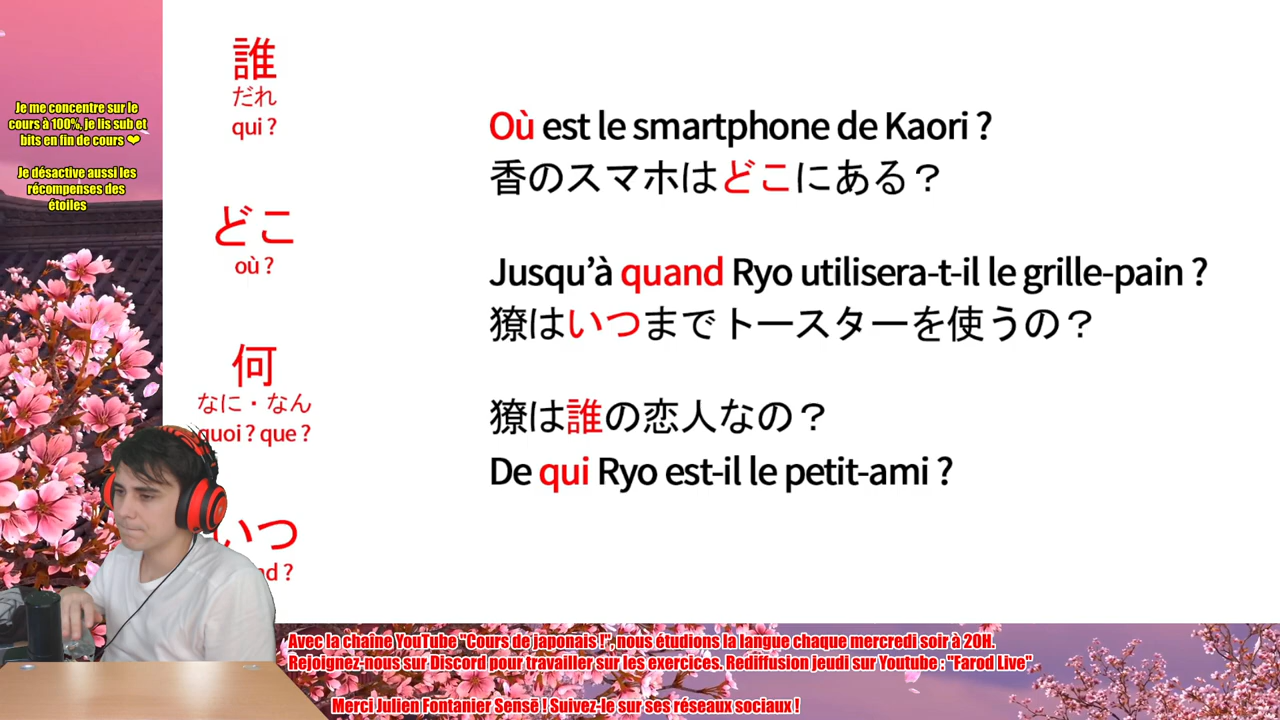 Je me concentre sur le
cours à 100%, je lis sub et
bits en fin de cours ❤
Je désactive aussi les
récompenses des
étoiles
誰
だれ
qui ?
どこ
où ?
何
なに・なん
quoi ? que ?
いつ
Où est le smartphone de Kaori ?
香のスマホはどこにある？
Jusqu’à quand Ryo utilisera-t-il le grille-pain ?
獠はいつまでトースターを使うの？
獠は誰の恋人なの？
De qui Ryo est-il le petit-ami ?
Avec la chaîne YouTube "Cours de japonais !", nous étudions la langue chaque mercredi soir à 20H.
Rejoignez-nous sur Discord pour travailler sur les exercices. Rediffusion jeudi sur Youtube : "Farod Live"
Merci Julien Fontanier Sensē ! Suivez-le sur ses réseaux sociaux !